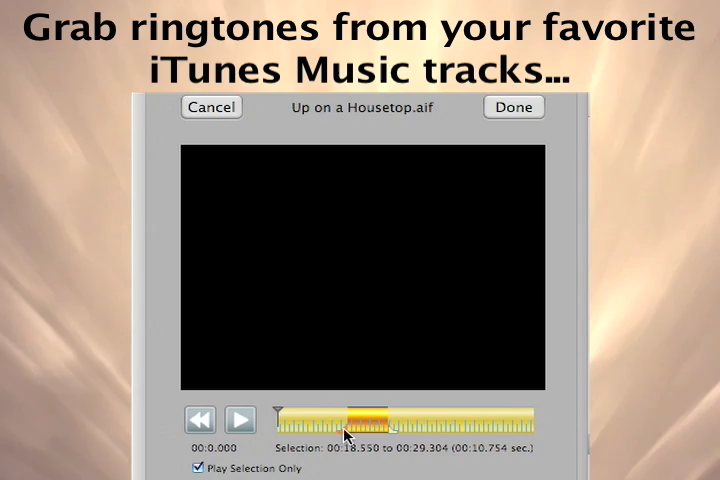 Grab ringtones from your favorite
iTunes Music tracks...
Cancel Up on a Housetop.aif Done
00:0.000 Selection: 00:18.550 to 00:29.304 (00:10.754 sec.)
Play Selection Only